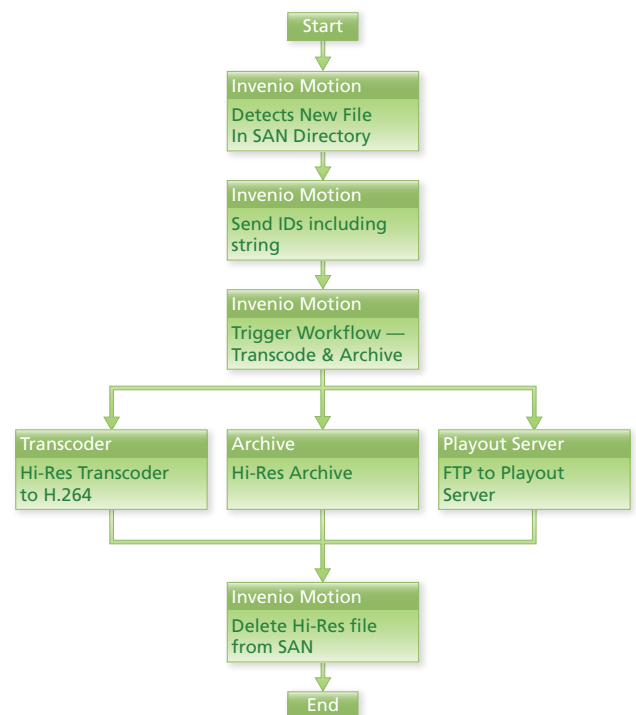 Start
Invenio Motion
Detects New File
In SAN Directory
Invenio Motion
Send IDs including
string
Invenio Motion
Trigger Workflow —
Transcode & Archive
Transcoder
Hi-Res Transcoder
to H.264
Archive
Hi-Res Archive
Playout Server
FTP to Playout
Server
Invenio Motion
Delete Hi-Res file
from SAN
End